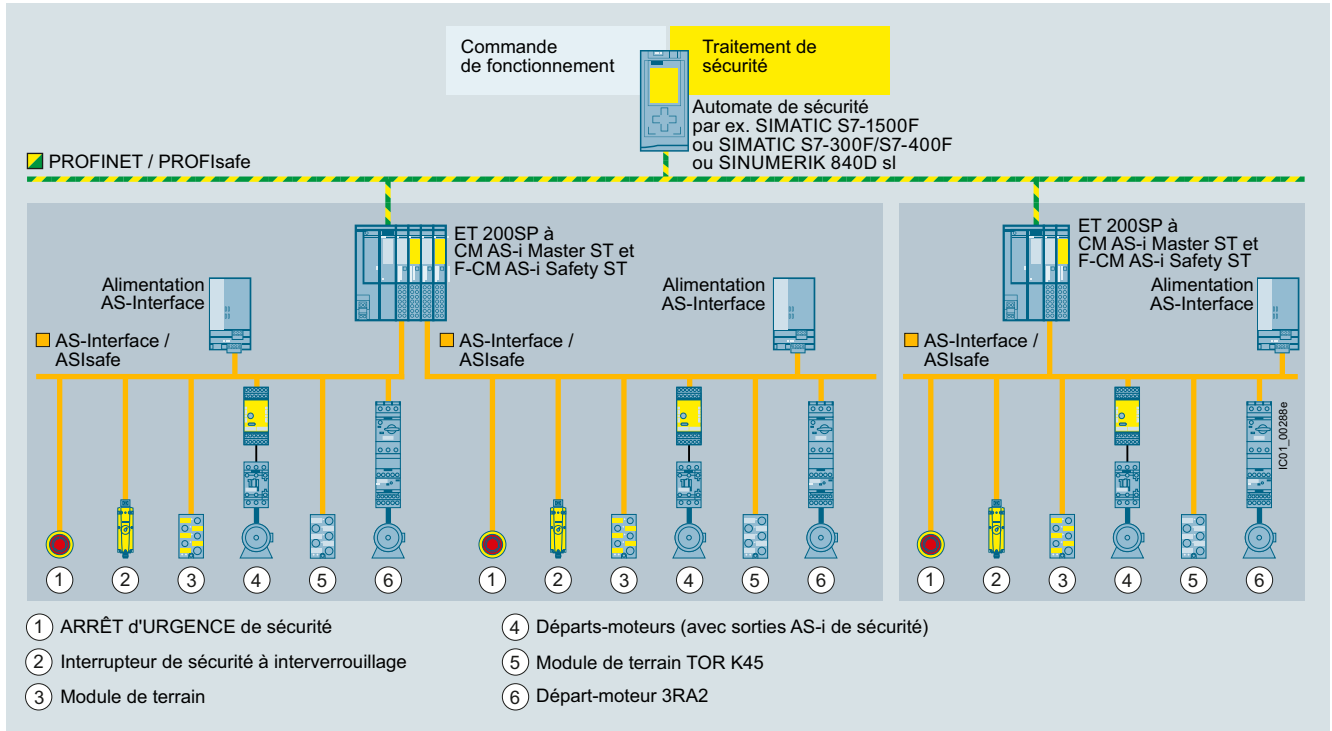 Commande
de fonctionnement
Traitement de
sécurité
Automate de sécurité
par ex. SIMATIC S7-1500F
ou SIMATIC S7-300F/S7-400F
ou SINUMERIK 840D sl
PROFINET / PROFIsafe
ET 200SP à
CM AS-i Master ST et
F-CM AS-i Safety ST
Alimentation
AS-Interface
AS-Interface /
ASIsafe
Alimentation
AS-Interface
AS-Interface /
ASIsafe
ET 200SP à
CM AS-i Master ST et
F-CM AS-i Safety ST
Alimentation
AS-Interface
AS-Interface /
ASIsafe
IC01_00288e
1 2 3 4 5 6
1 2 3 4 5 6
1 2 3 4 5 6
1 ARRÊT d'URGENCE de sécurité
2 Interrupteur de sécurité à interverrouillage
3 Module de terrain
4 Départs-moteurs (avec sorties AS-i de sécurité)
5 Module de terrain TOR K45
6 Départ-moteur 3RA2